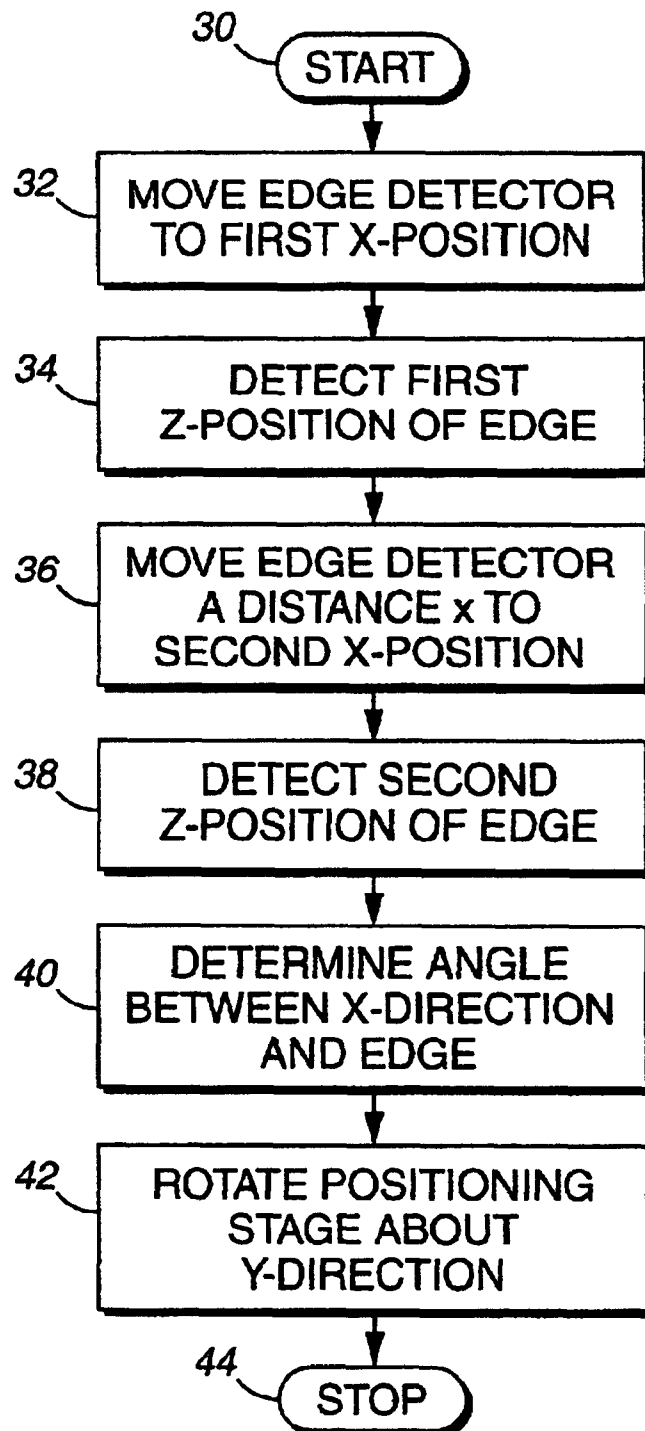 30
START
32
MOVE EDGE DETECTOR
TO FIRST X-POSITION
34
DETECT FIRST
Z-POSITION OF EDGE
36
MOVE EDGE DETECTOR
A DISTANCE x TO
SECOND X-POSITION
38
DETECT SECOND
Z-POSITION OF EDGE
40
DETERMINE ANGLE
BETWEEN X-DIRECTION
AND EDGE
42
ROTATE POSITIONING
STAGE ABOUT
Y-DIRECTION
44
STOP